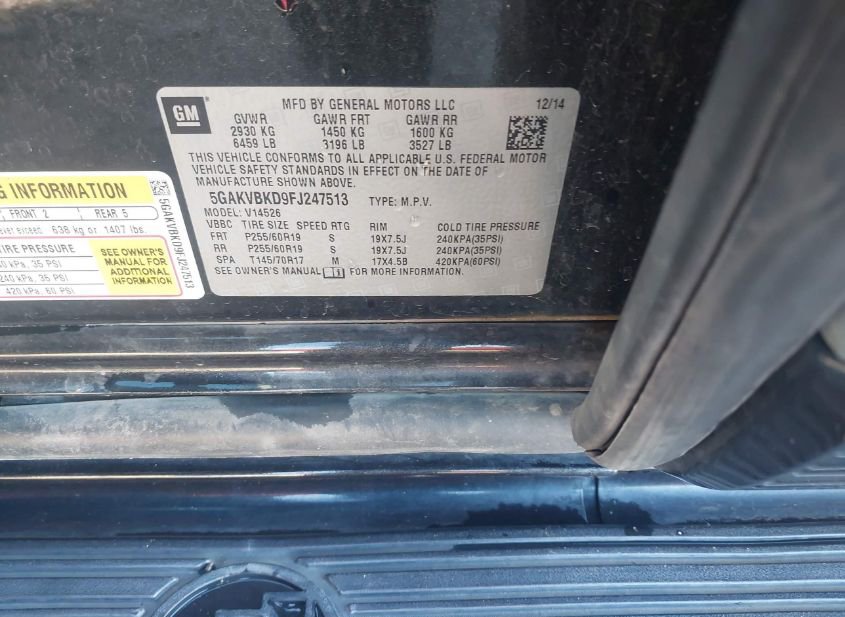 GM
MFD BY GENERAL MOTORS LLC 12/14
GVWR GAWR FRT GAWR RR
2930 KG 1450 KG 1600 KG
6459 LB 3196 LB 3527 LB
THIS VEHICLE CONFORMS TO ALL APPLICABLE U.S. FEDERAL MOTOR
VEHICLE SAFETY STANDARDS IN EFFECT ON THE DATE OF
MANUFACTURE SHOWN ABOVE.
5GAKVBKD9FJ247513 TYPE: M.P.V.
MODEL: V14526
VBBC TIRE SIZE SPEED RTG RIM COLD TIRE PRESSURE
FRT P255/60R19 S 19X7.5J 240KPA(35PSI)
RR P255/60R19 S 19X7.5J 240KPA(35PSI)
SPA T145/70R17 M 17X4.5B 420KPA(60PSI)
SEE OWNER'S MANUAL FOR MORE INFORMATION.
INFORMATION
FRONT 2 REAR 5
exceed 638 kg or 1407 lbs.
TIRE PRESSURE
KPA, 35 PSI
240 KPA, 35 PSI
420 KPA, 60 PSI
SEE OWNER'S
MANUAL FOR
ADDITIONAL
INFORMATION
5GAKVBKD9FJ247513